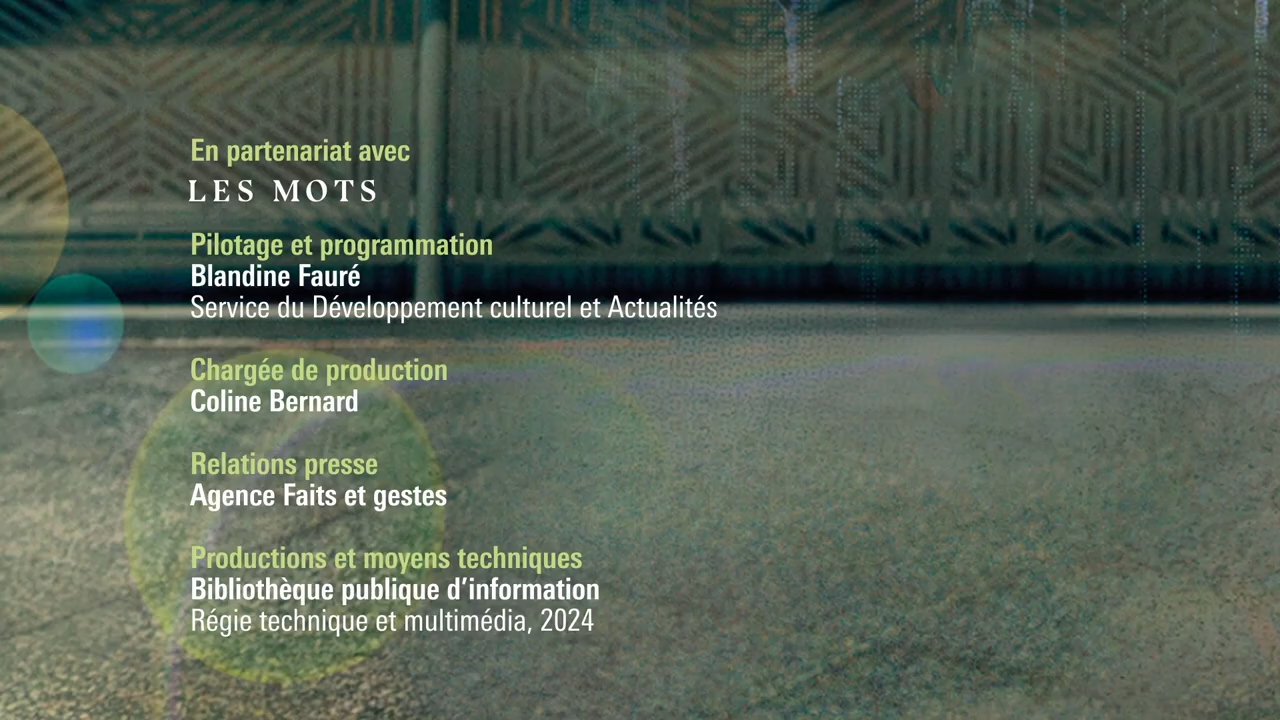 En partenariat avec
LES MOTS
Pilotage et programmation
Blandine Fauré
Service du Développement culturel et Actualités
Chargée de production
Coline Bernard
Relations presse
Agence Faits et gestes
Productions et moyens techniques
Bibliothèque publique d’information
Régie technique et multimédia, 2024